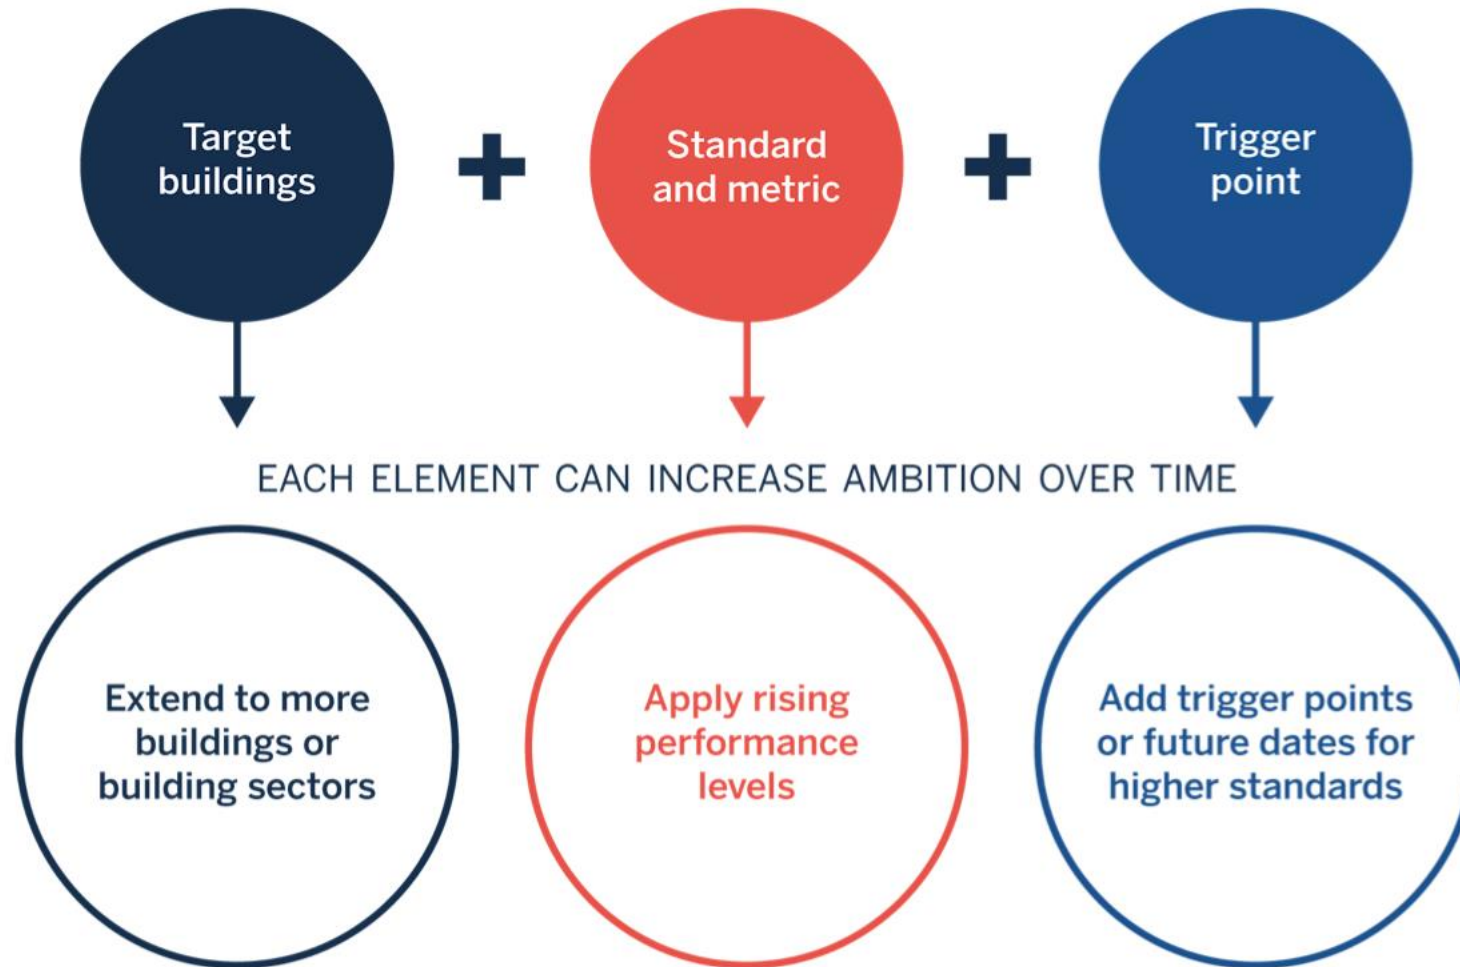 Target
buildings
Standard
and metric
Trigger
point
EACH ELEMENT CAN INCREASE AMBITION OVER TIME
Extend to more
buildings or
building sectors
Apply rising
performance
levels
Add trigger points
or future dates for
higher standards